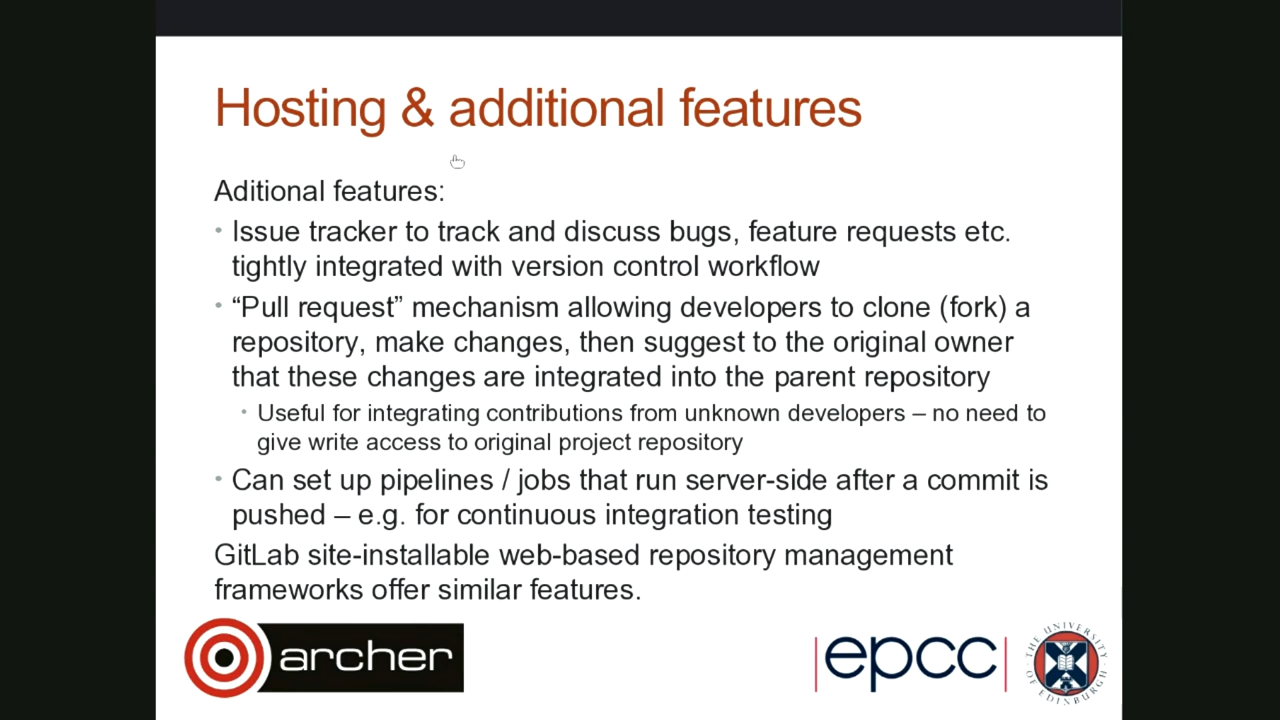 Hosting & additional features
Aditional features:
• Issue tracker to track and discuss bugs, feature requests etc.
tightly integrated with version control workflow
• “Pull request” mechanism allowing developers to clone (fork) a
repository, make changes, then suggest to the original owner
that these changes are integrated into the parent repository
• Useful for integrating contributions from unknown developers – no need to
give write access to original project repository
• Can set up pipelines / jobs that run server-side after a commit is
pushed – e.g. for continuous integration testing
GitLab site-installable web-based repository management
frameworks offer similar features.
archer
epcc
THE UNIVERSITY OF EDINBURGH